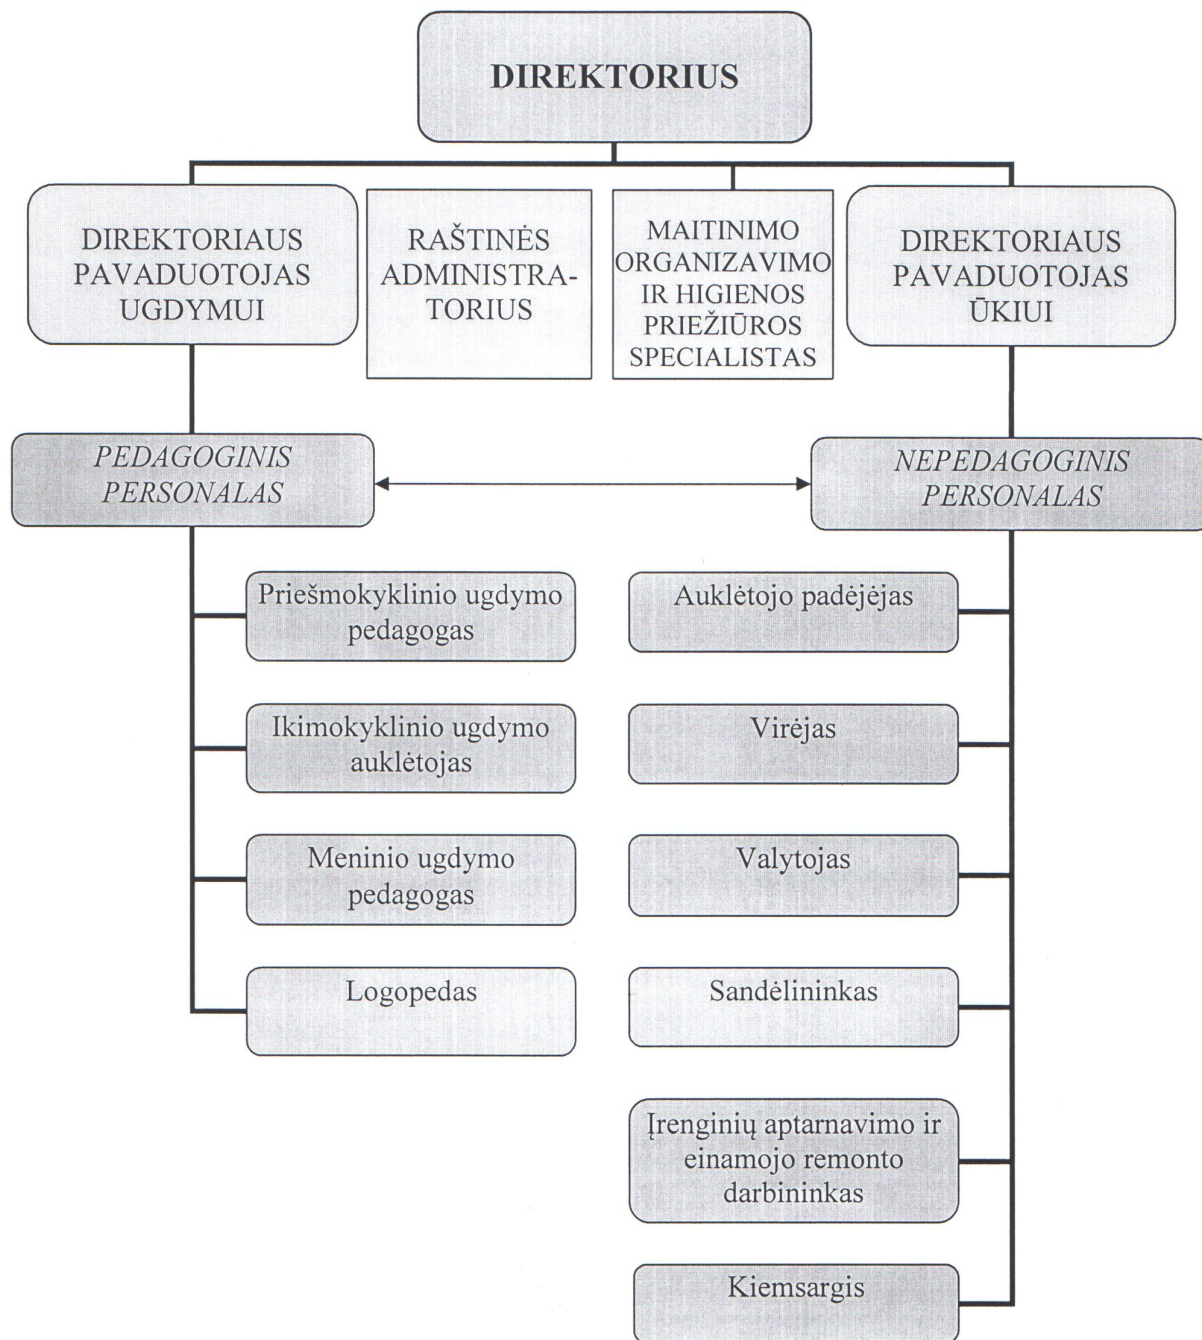 DIREKTORIUS
DIREKTORIAUS
PAVADUOTOJAS
UGDYMUI
RAŠTINĖS
ADMINISTRA-
TORIUS
MAITINIMO
ORGANIZAVIMO
IR HIGIENOS
PRIEŽIŪROS
SPECIALISTAS
DIREKTORIAUS
PAVADUOTOJAS
ŪKIUI
PEDAGOGINIS
PERSONALAS
NEPEDAGOGINIS
PERSONALAS
Priešmokyklinio ugdymo
pedagogas
Ikimokyklinio ugdymo
auklėtojas
Meninio ugdymo
pedagogas
Logopedas
Auklėtojo padėjėjas
Virėjas
Valytojas
Sandėlininkas
Įrenginių aptarnavimo ir
einamojo remonto
darbininkas
Kiemsargis